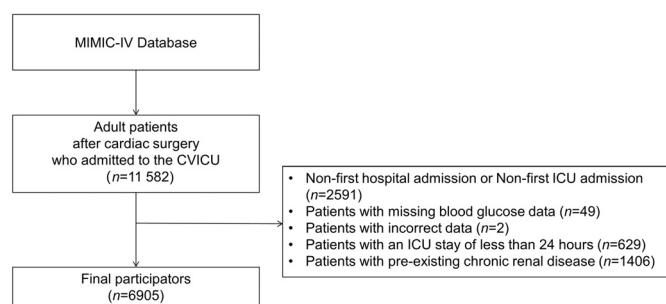 MIMIC-IV Database
Adult patients
after cardiac surgery
who admitted to the CVICU
(n=11 582)
• Non-first hospital admission or Non-first ICU admission
(n=2591)
• Patients with missing blood glucose data (n=49)
• Patients with incorrect data (n=2)
• Patients with an ICU stay of less than 24 hours (n=629)
• Patients with pre-existing chronic renal disease (n=1406)
Final participators
(n=6905)